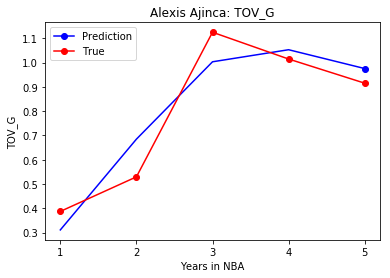 Alexis Ajinca: TOV_G
Prediction
True
1.1
1.0
0.9
0.8
0.7
0.6
0.5
0.4
0.3
TOV_G
1 2 3 4 5
Years in NBA